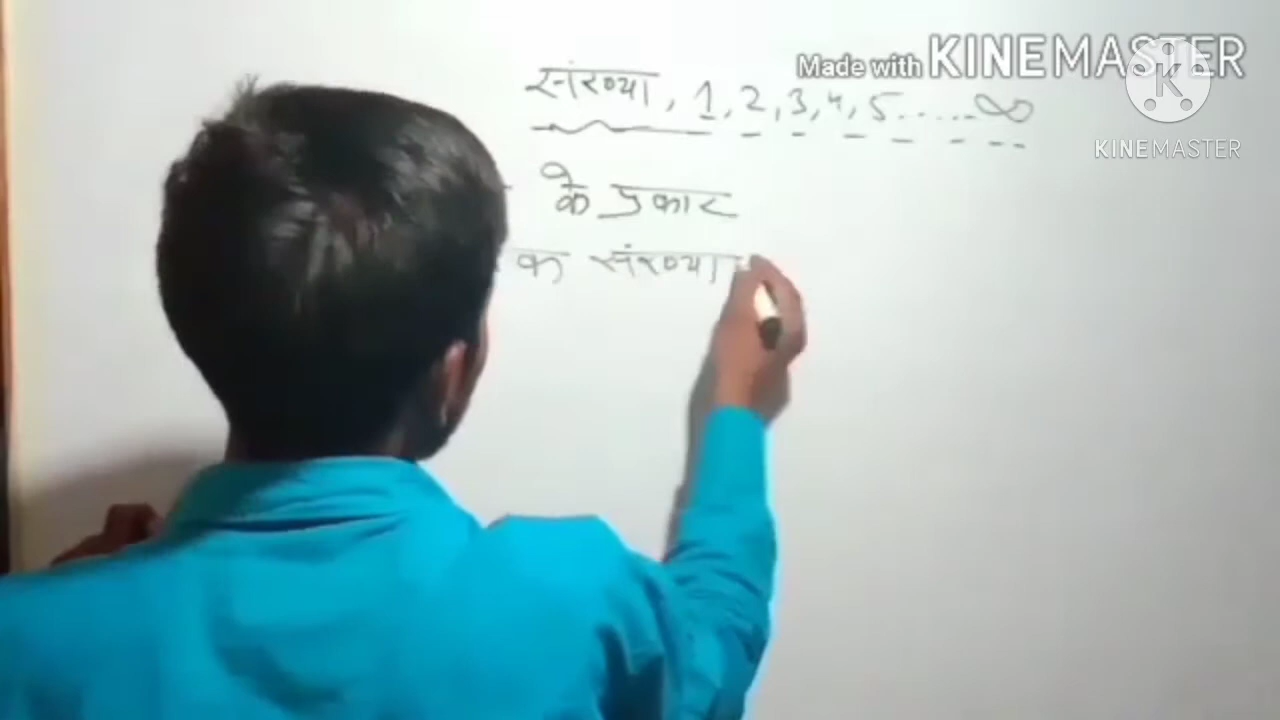 Made with KINEMASTER
K
KINEMASTER
संख्या, 1, 2, 3, 4, 5.....∞
के प्रकार
क संख्या